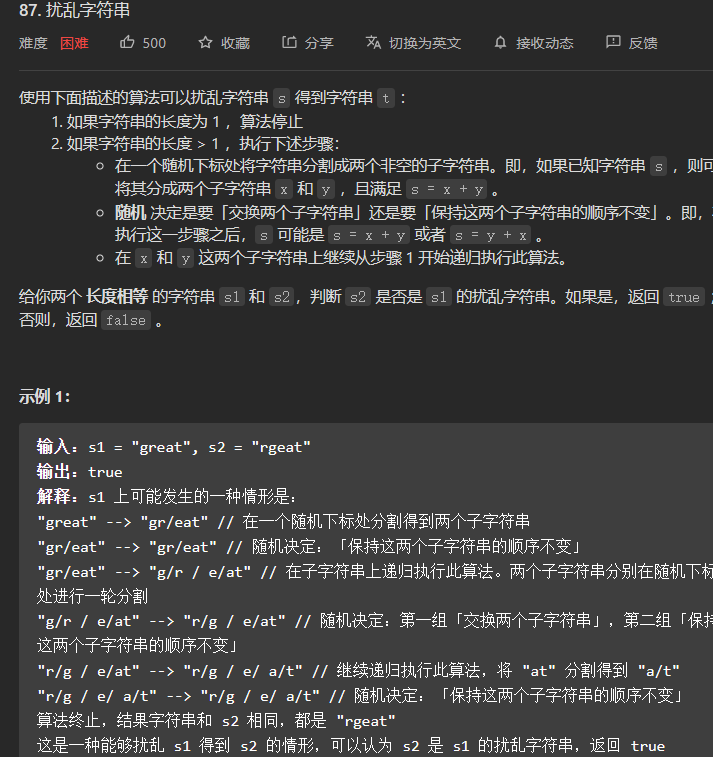 87. 扰乱字符串
难度 困难 500 收藏 分享 切换为英文 接收动态 反馈
使用下面描述的算法可以扰乱字符串 s 得到字符串 t ：
1. 如果字符串的长度为 1 ，算法停止
2. 如果字符串的长度 > 1 ，执行下述步骤：
在一个随机下标处将字符串分割成两个非空的子字符串。即，如果已知字符串 s ，则可
将其分成两个子字符串 x 和 y ，且满足 s = x + y 。
随机 决定是要「交换两个子字符串」还是要「保持这两个子字符串的顺序不变」。即，
执行这一步骤之后， s 可能是 s = x + y 或者 s = y + x 。
在 x 和 y 这两个子字符串上继续从步骤 1 开始递归执行此算法。
给你两个 长度相等 的字符串 s1 和 s2，判断 s2 是否是 s1 的扰乱字符串。如果是，返回 true
否则，返回 false 。
示例 1：
输入：s1 = "great", s2 = "rgeat"
输出：true
解释：s1 上可能发生的一种情形是：
"great" --> "gr/eat" // 在一个随机下标处分割得到两个子字符串
"gr/eat" --> "gr/eat" // 随机决定：「保持这两个子字符串的顺序不变」
"gr/eat" --> "g/r / e/at" // 在子字符串上递归执行此算法。两个子字符串分别在随机下标
处进行一轮分割
"g/r / e/at" --> "r/g / e/at" // 随机决定：第一组「交换两个子字符串」，第二组「保持
这两个子字符串的顺序不变」
"r/g / e/at" --> "r/g / e/ a/t" // 继续递归执行此算法，将 "at" 分割得到 "a/t"
"r/g / e/ a/t" --> "r/g / e/ a/t" // 随机决定：「保持这两个子字符串的顺序不变」
算法终止，结果字符串和 s2 相同，都是 "rgeat"
这是一种能够扰乱 s1 得到 s2 的情形，可以认为 s2 是 s1 的扰乱字符串，返回 true